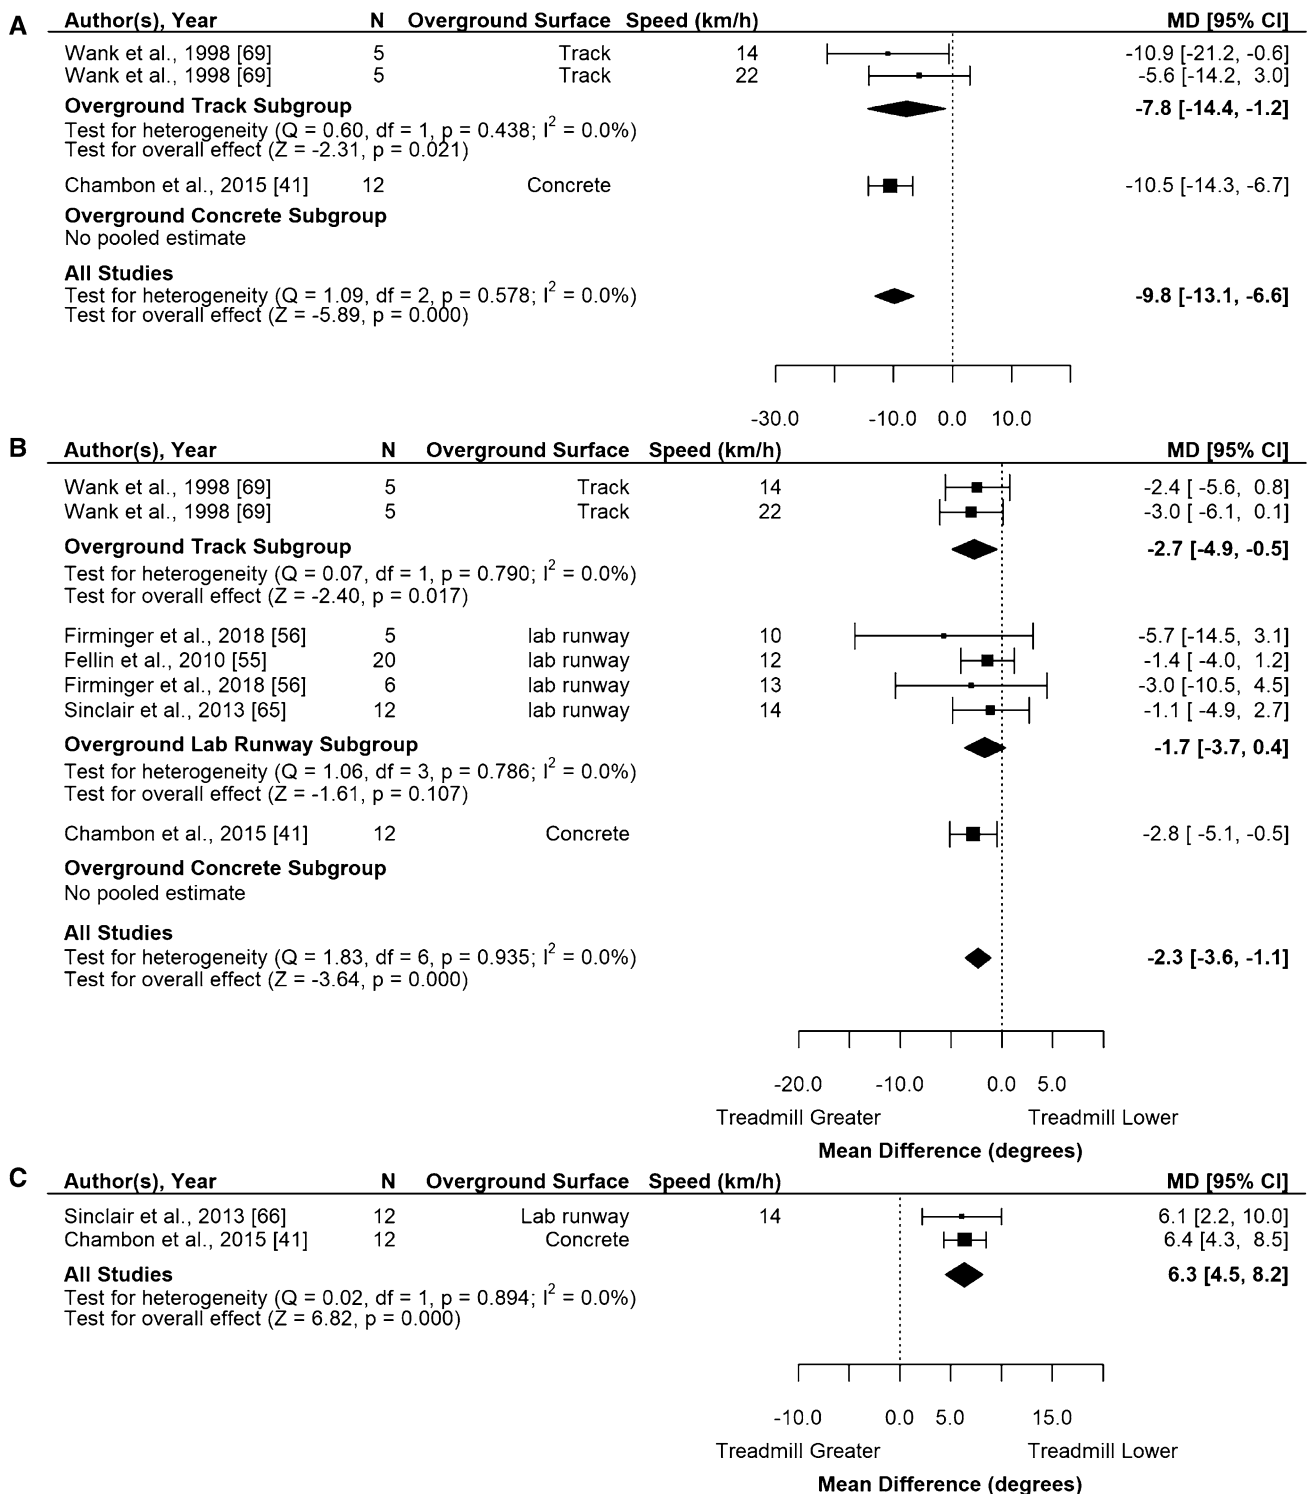 A Author(s), Year N Overground Surface Speed (km/h) MD [95% CI]
Wank et al., 1998 [69] 5 Track 14 -10.9 [-21.2, -0.6]
Wank et al., 1998 [69] 5 Track 22 -5.6 [-14.2, 3.0]
Overground Track Subgroup -7.8 [-14.4, -1.2]
Test for heterogeneity (Q = 0.60, df = 1, p = 0.438; I² = 0.0%)
Test for overall effect (Z = -2.31, p = 0.021)
Chambon et al., 2015 [41] 12 Concrete -10.5 [-14.3, -6.7]
Overground Concrete Subgroup
No pooled estimate
All Studies
Test for heterogeneity (Q = 1.09, df = 2, p = 0.578; I² = 0.0%) -9.8 [-13.1, -6.6]
Test for overall effect (Z = -5.89, p = 0.000)
-30.0 -10.0 0.0 10.0
B Author(s), Year N Overground Surface Speed (km/h) MD [95% CI]
Wank et al., 1998 [69] 5 Track 14 -2.4 [ -5.6, 0.8]
Wank et al., 1998 [69] 5 Track 22 -3.0 [ -6.1, 0.1]
Overground Track Subgroup -2.7 [-4.9, -0.5]
Test for heterogeneity (Q = 0.07, df = 1, p = 0.790; I² = 0.0%)
Test for overall effect (Z = -2.40, p = 0.017)
Firminger et al., 2018 [56] 5 lab runway 10 -5.7 [-14.5, 3.1]
Fellin et al., 2010 [55] 20 lab runway 12 -1.4 [ -4.0, 1.2]
Firminger et al., 2018 [56] 6 lab runway 13 -3.0 [-10.5, 4.5]
Sinclair et al., 2013 [65] 12 lab runway 14 -1.1 [ -4.9, 2.7]
Overground Lab Runway Subgroup -1.7 [-3.7, 0.4]
Test for heterogeneity (Q = 1.06, df = 3, p = 0.786; I² = 0.0%)
Test for overall effect (Z = -1.61, p = 0.107)
Chambon et al., 2015 [41] 12 Concrete -2.8 [ -5.1, -0.5]
Overground Concrete Subgroup
No pooled estimate
All Studies
Test for heterogeneity (Q = 1.83, df = 6, p = 0.935; I² = 0.0%) -2.3 [-3.6, -1.1]
Test for overall effect (Z = -3.64, p = 0.000)
-20.0 -10.0 0.0 5.0
Treadmill Greater Treadmill Lower
Mean Difference (degrees)
C Author(s), Year N Overground Surface Speed (km/h) MD [95% CI]
Sinclair et al., 2013 [66] 12 Lab runway 14 6.1 [2.2, 10.0]
Chambon et al., 2015 [41] 12 Concrete 6.4 [4.3, 8.5]
All Studies 6.3 [4.5, 8.2]
Test for heterogeneity (Q = 0.02, df = 1, p = 0.894; I² = 0.0%)
Test for overall effect (Z = 6.82, p = 0.000)
-10.0 0.0 5.0 15.0
Treadmill Greater Treadmill Lower
Mean Difference (degrees)